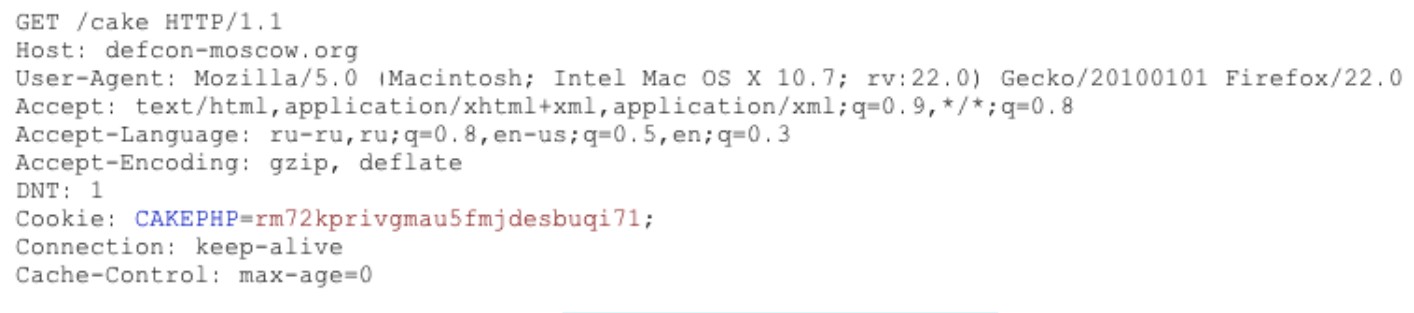 GET /cake HTTP/1.1
Host: defcon-moscow.org
User-Agent: Mozilla/5.0 (Macintosh; Intel Mac OS X 10.7; rv:22.0) Gecko/20100101 Firefox/22.0
Accept: text/html,application/xhtml+xml,application/xml;q=0.9,*/*;q=0.8
Accept-Language: ru-ru,ru;q=0.8,en-us;q=0.5,en;q=0.3
Accept-Encoding: gzip, deflate
DNT: 1
Cookie: CAKEPHP=rm72kprivgmau5fmjdesbuqi71;
Connection: keep-alive
Cache-Control: max-age=0